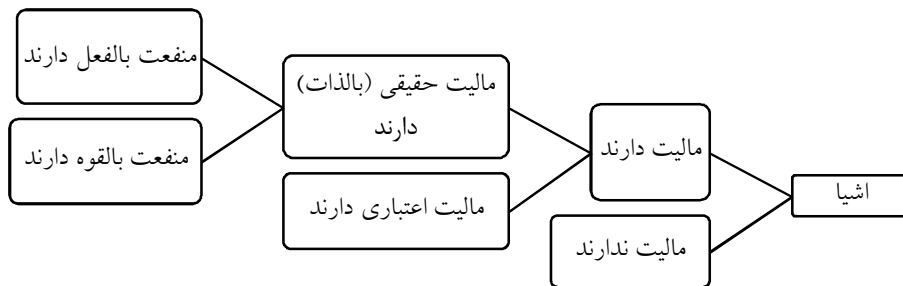 اشیا
مالیت دارند
مالیت ندارند
مالیت حقیقی (بالذات)
دارند
مالیت اعتباری دارند
منفعت بالفعل دارند
منفعت بالقوه دارند